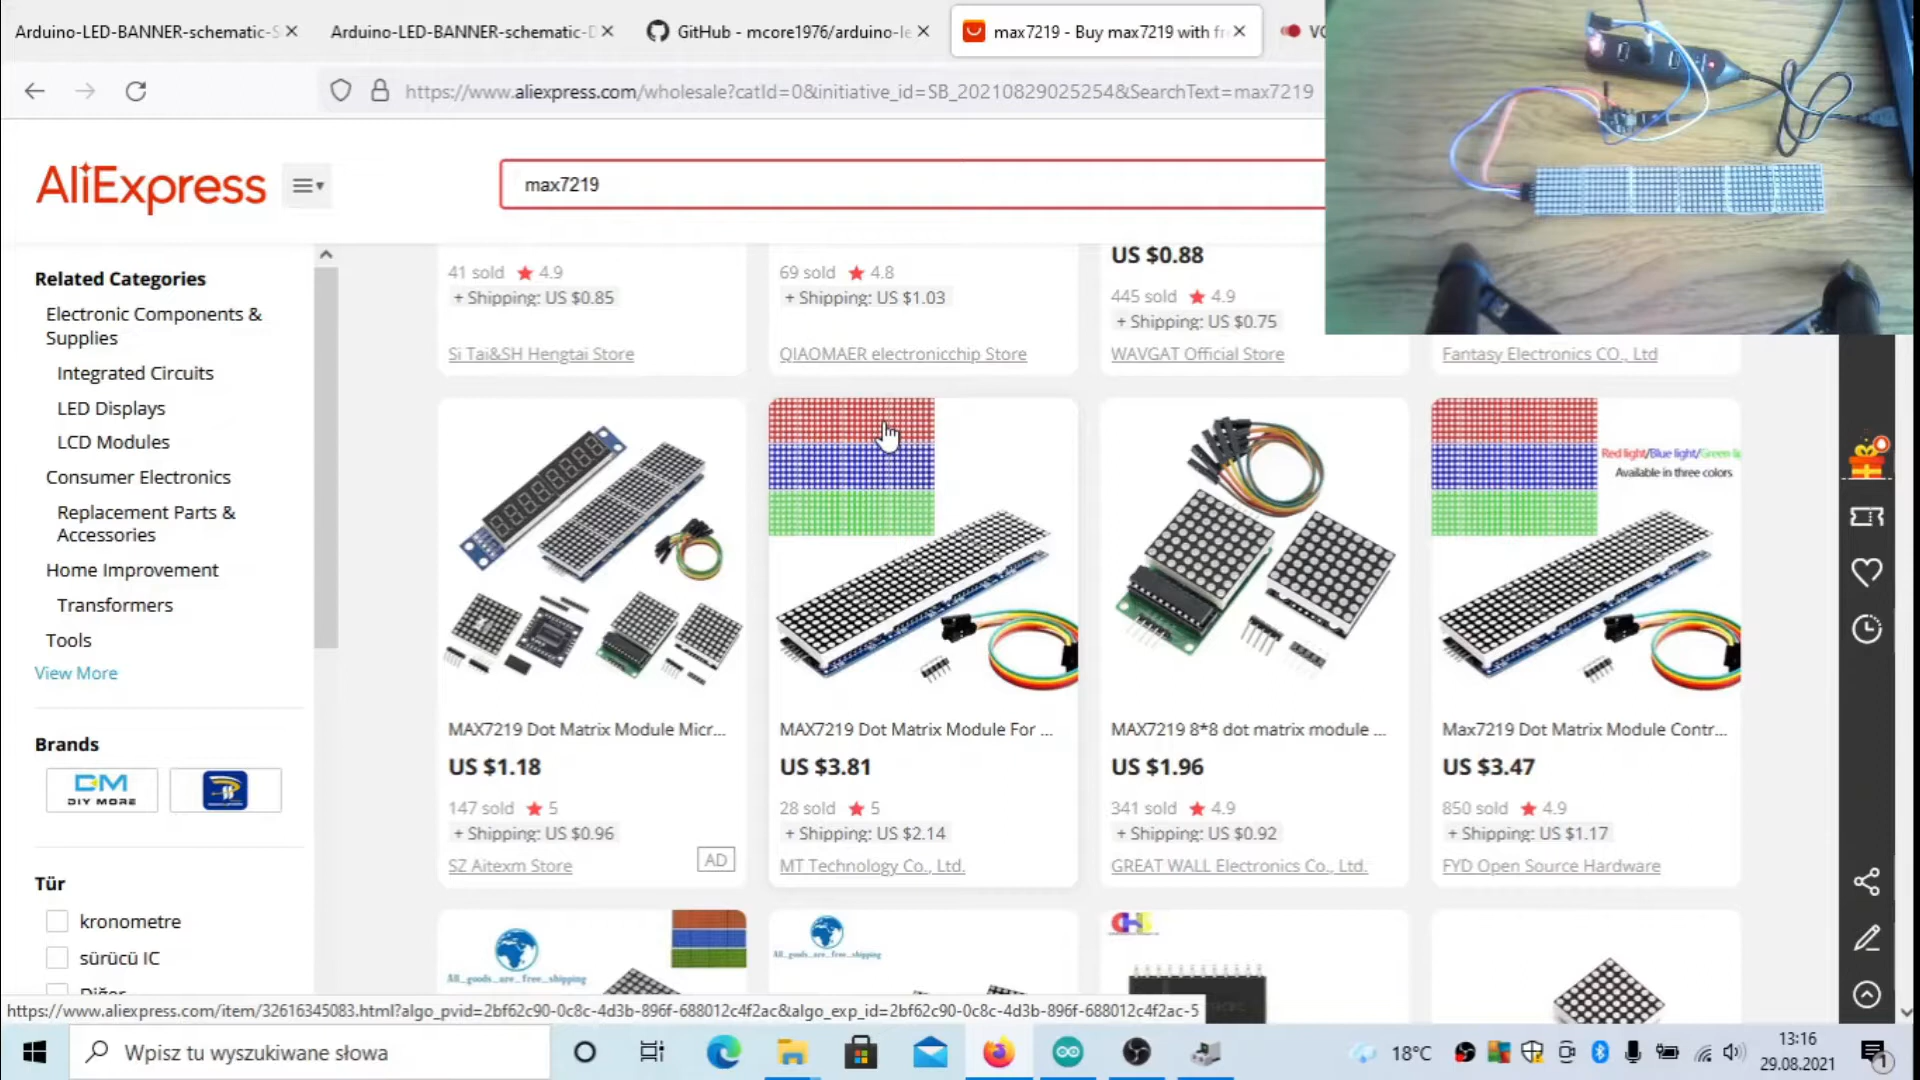 Arduino-LED-BANNER-schematic-S
Arduino-LED-BANNER-schematic-D
GitHub - mcore1976/arduino-le
max7219 - Buy max7219 with fr
https://www.aliexpress.com/wholesale?catId=0&initiative_id=SB_20210829025254&SearchText=max7219
AliExpress
max7219
Related Categories
Electronic Components &
Supplies
Integrated Circuits
LED Displays
LCD Modules
Consumer Electronics
Replacement Parts &
Accessories
Home Improvement
Transformers
Tools
View More
Brands
DM
DIY MORE
Tür
kronometre
sürücü IC
Diğer
41 sold 4.9
+ Shipping: US $0.85
Si Tai&SH Hengtai Store
69 sold 4.8
+ Shipping: US $1.03
QIAOMAER electronicchip Store
US $0.88
445 sold 4.9
+ Shipping: US $0.75
WAVGAT Official Store
Fantasy Electronics CO., Ltd
MAX7219 Dot Matrix Module Micr...
US $1.18
147 sold 5
+ Shipping: US $0.96
SZ Aitexm Store
AD
MAX7219 Dot Matrix Module For ...
US $3.81
28 sold 5
+ Shipping: US $2.14
MT Technology Co., Ltd.
MAX7219 8*8 dot matrix module ...
US $1.96
341 sold 4.9
+ Shipping: US $0.92
GREAT WALL Electronics Co., Ltd.
Red light/Blue light/Green li
Available in three colors
Max7219 Dot Matrix Module Contr...
US $3.47
850 sold 4.9
+ Shipping: US $1.17
FYD Open Source Hardware
All_goods_are_free_shipping
All_goods_are_free_shipping
https://www.aliexpress.com/item/32616345083.html?algo_pvid=2bf62c90-0c8c-4d3b-896f-688012c4f2ac&algo_exp_id=2bf62c90-0c8c-4d3b-896f-688012c4f2ac-5
Wpisz tu wyszukiwane słowa
18°C
13:16
29.08.2021
1